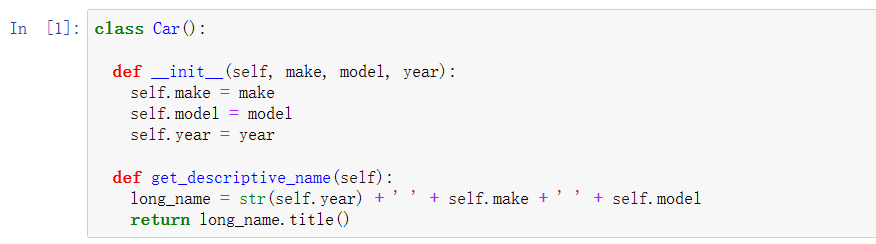 In [1]: class Car():
def __init__(self, make, model, year):
self.make = make
self.model = model
self.year = year
def get_descriptive_name(self):
long_name = str(self.year) +' ' + self.make +' ' + self.model
return long_name.title()